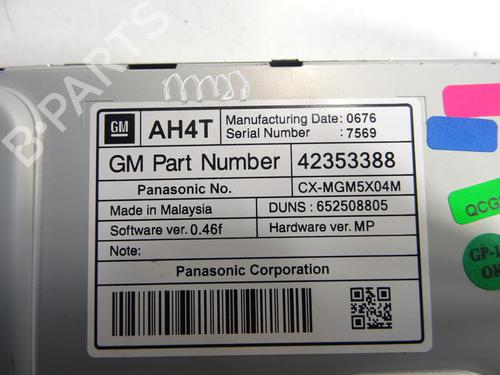 GM
AH4T
Manufacturing Date: 0676
Serial Number : 7569
GM Part Number 42353388
Panasonic No. CX-MGM5X04M
Made in Malaysia DUNS : 652508805
Software ver. 0.46f Hardware ver. MP
Note:
Panasonic Corporation
B-PARTS